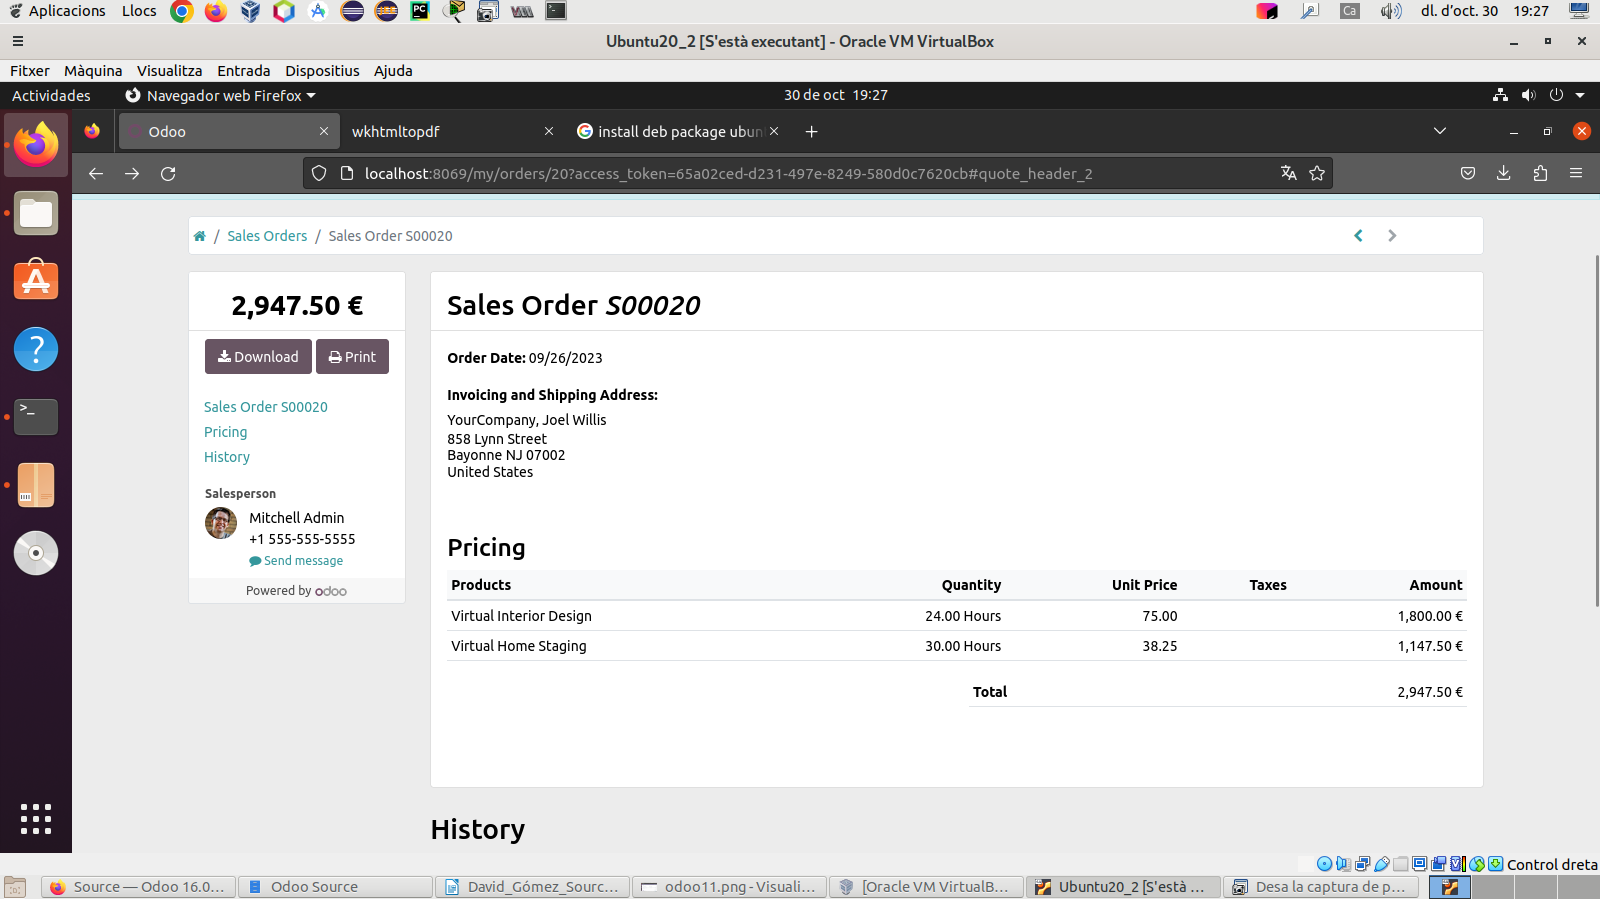 Aplicacions Llocs Ca dl. d'oct. 30 19:27
Ubuntu20_2 [S'està executant] - Oracle VM VirtualBox
Fitxer Màquina Visualitza Entrada Dispositius Ajuda
Actividades Navegador web Firefox 30 de oct 19:27
Odoo wkhtmltopdf install deb package ubun
localhost:8069/my/orders/20?access_token=65a02ced-d231-497e-8249-580d0c7620cb#quote_header_2
/ Sales Orders / Sales Order S00020
2,947.50 €
Download Print
Sales Order S00020
Pricing
History
Salesperson
Mitchell Admin
+1 555-555-5555
Send message
Powered by odoo
Sales Order S00020
Order Date: 09/26/2023
Invoicing and Shipping Address:
YourCompany, Joel Willis
858 Lynn Street
Bayonne NJ 07002
United States
Pricing
Products Quantity Unit Price Taxes Amount
Virtual Interior Design 24.00 Hours 75.00 1,800.00 €
Virtual Home Staging 30.00 Hours 38.25 1,147.50 €
Total 2,947.50 €
History
Control dreta
Source — Odoo 16.0... Odoo Source David_Gómez_Sourc... odoo11.png - Visuali... [Oracle VM VirtualB... Ubuntu20_2 [S'està ... Desa la captura de p...